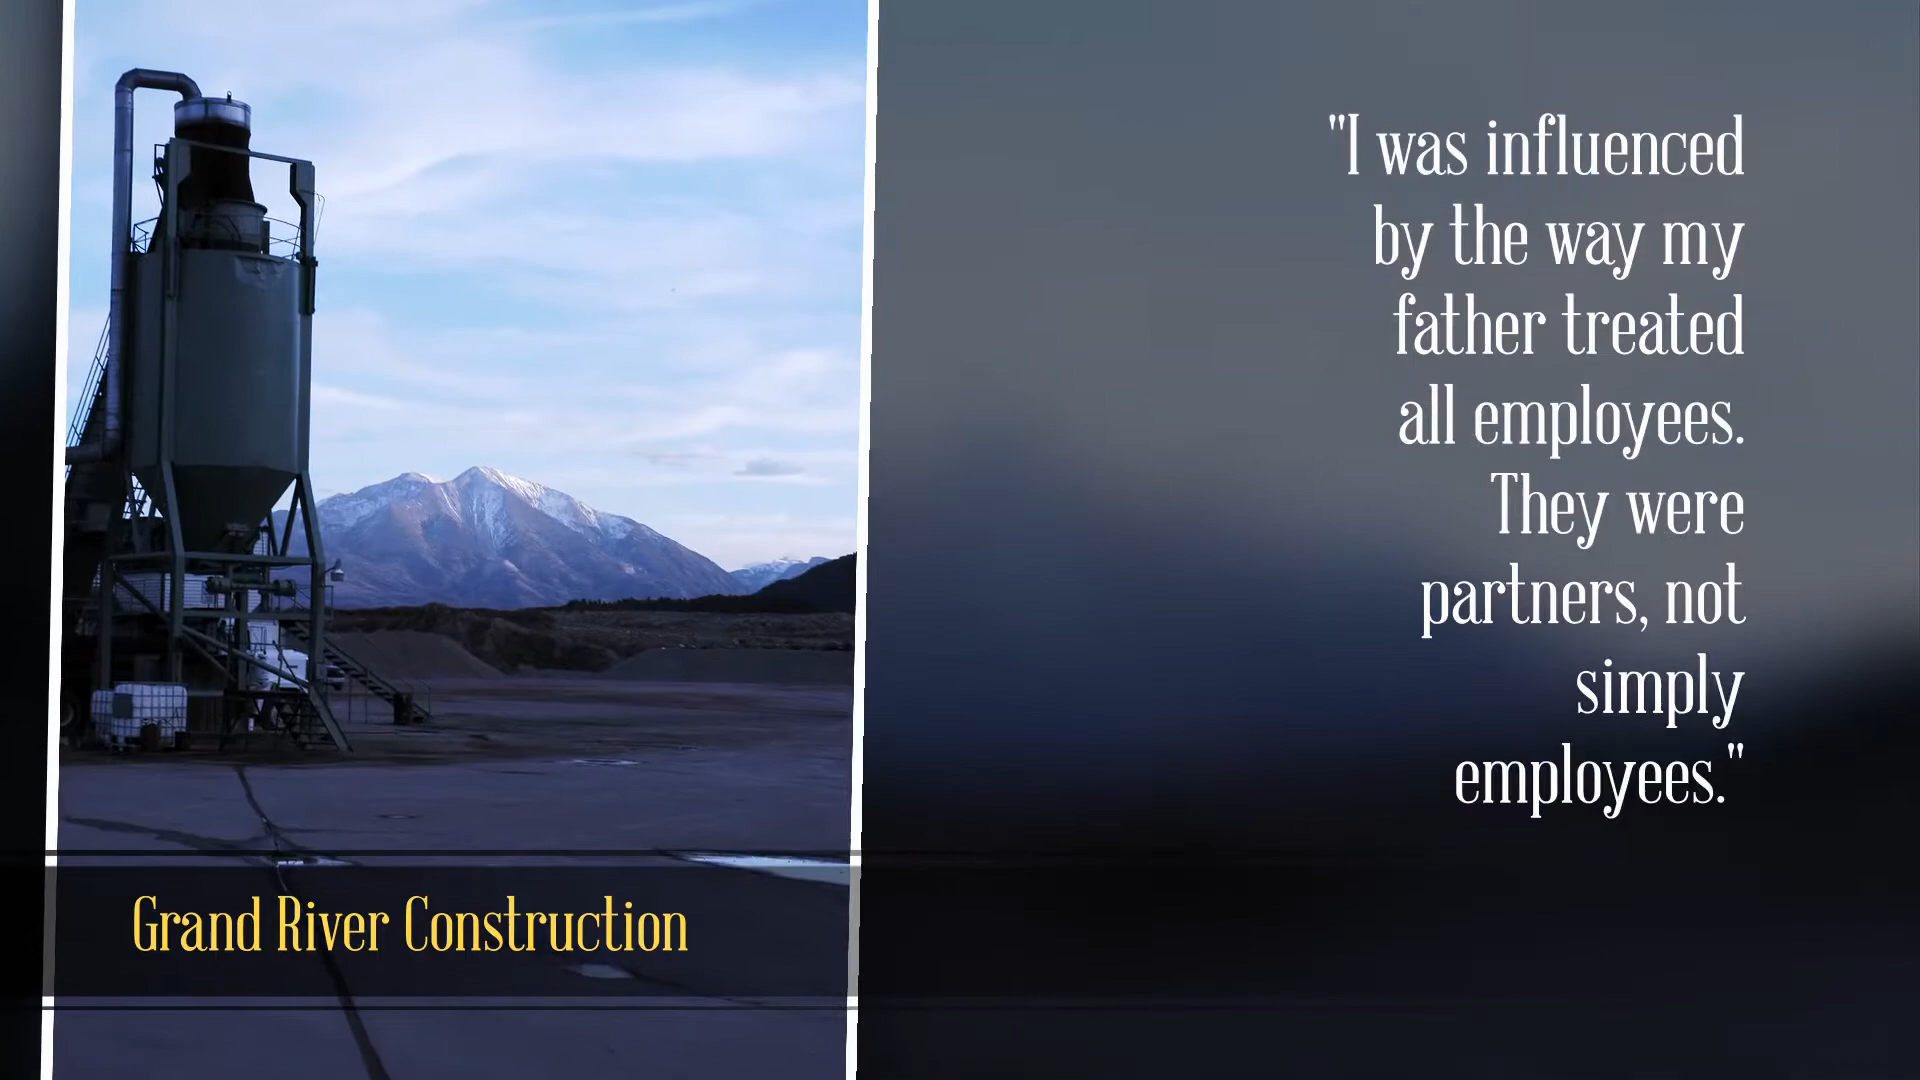 "I was influenced
by the way my
father treated
all employees.
They were
partners, not
simply
employees."
Grand River Construction